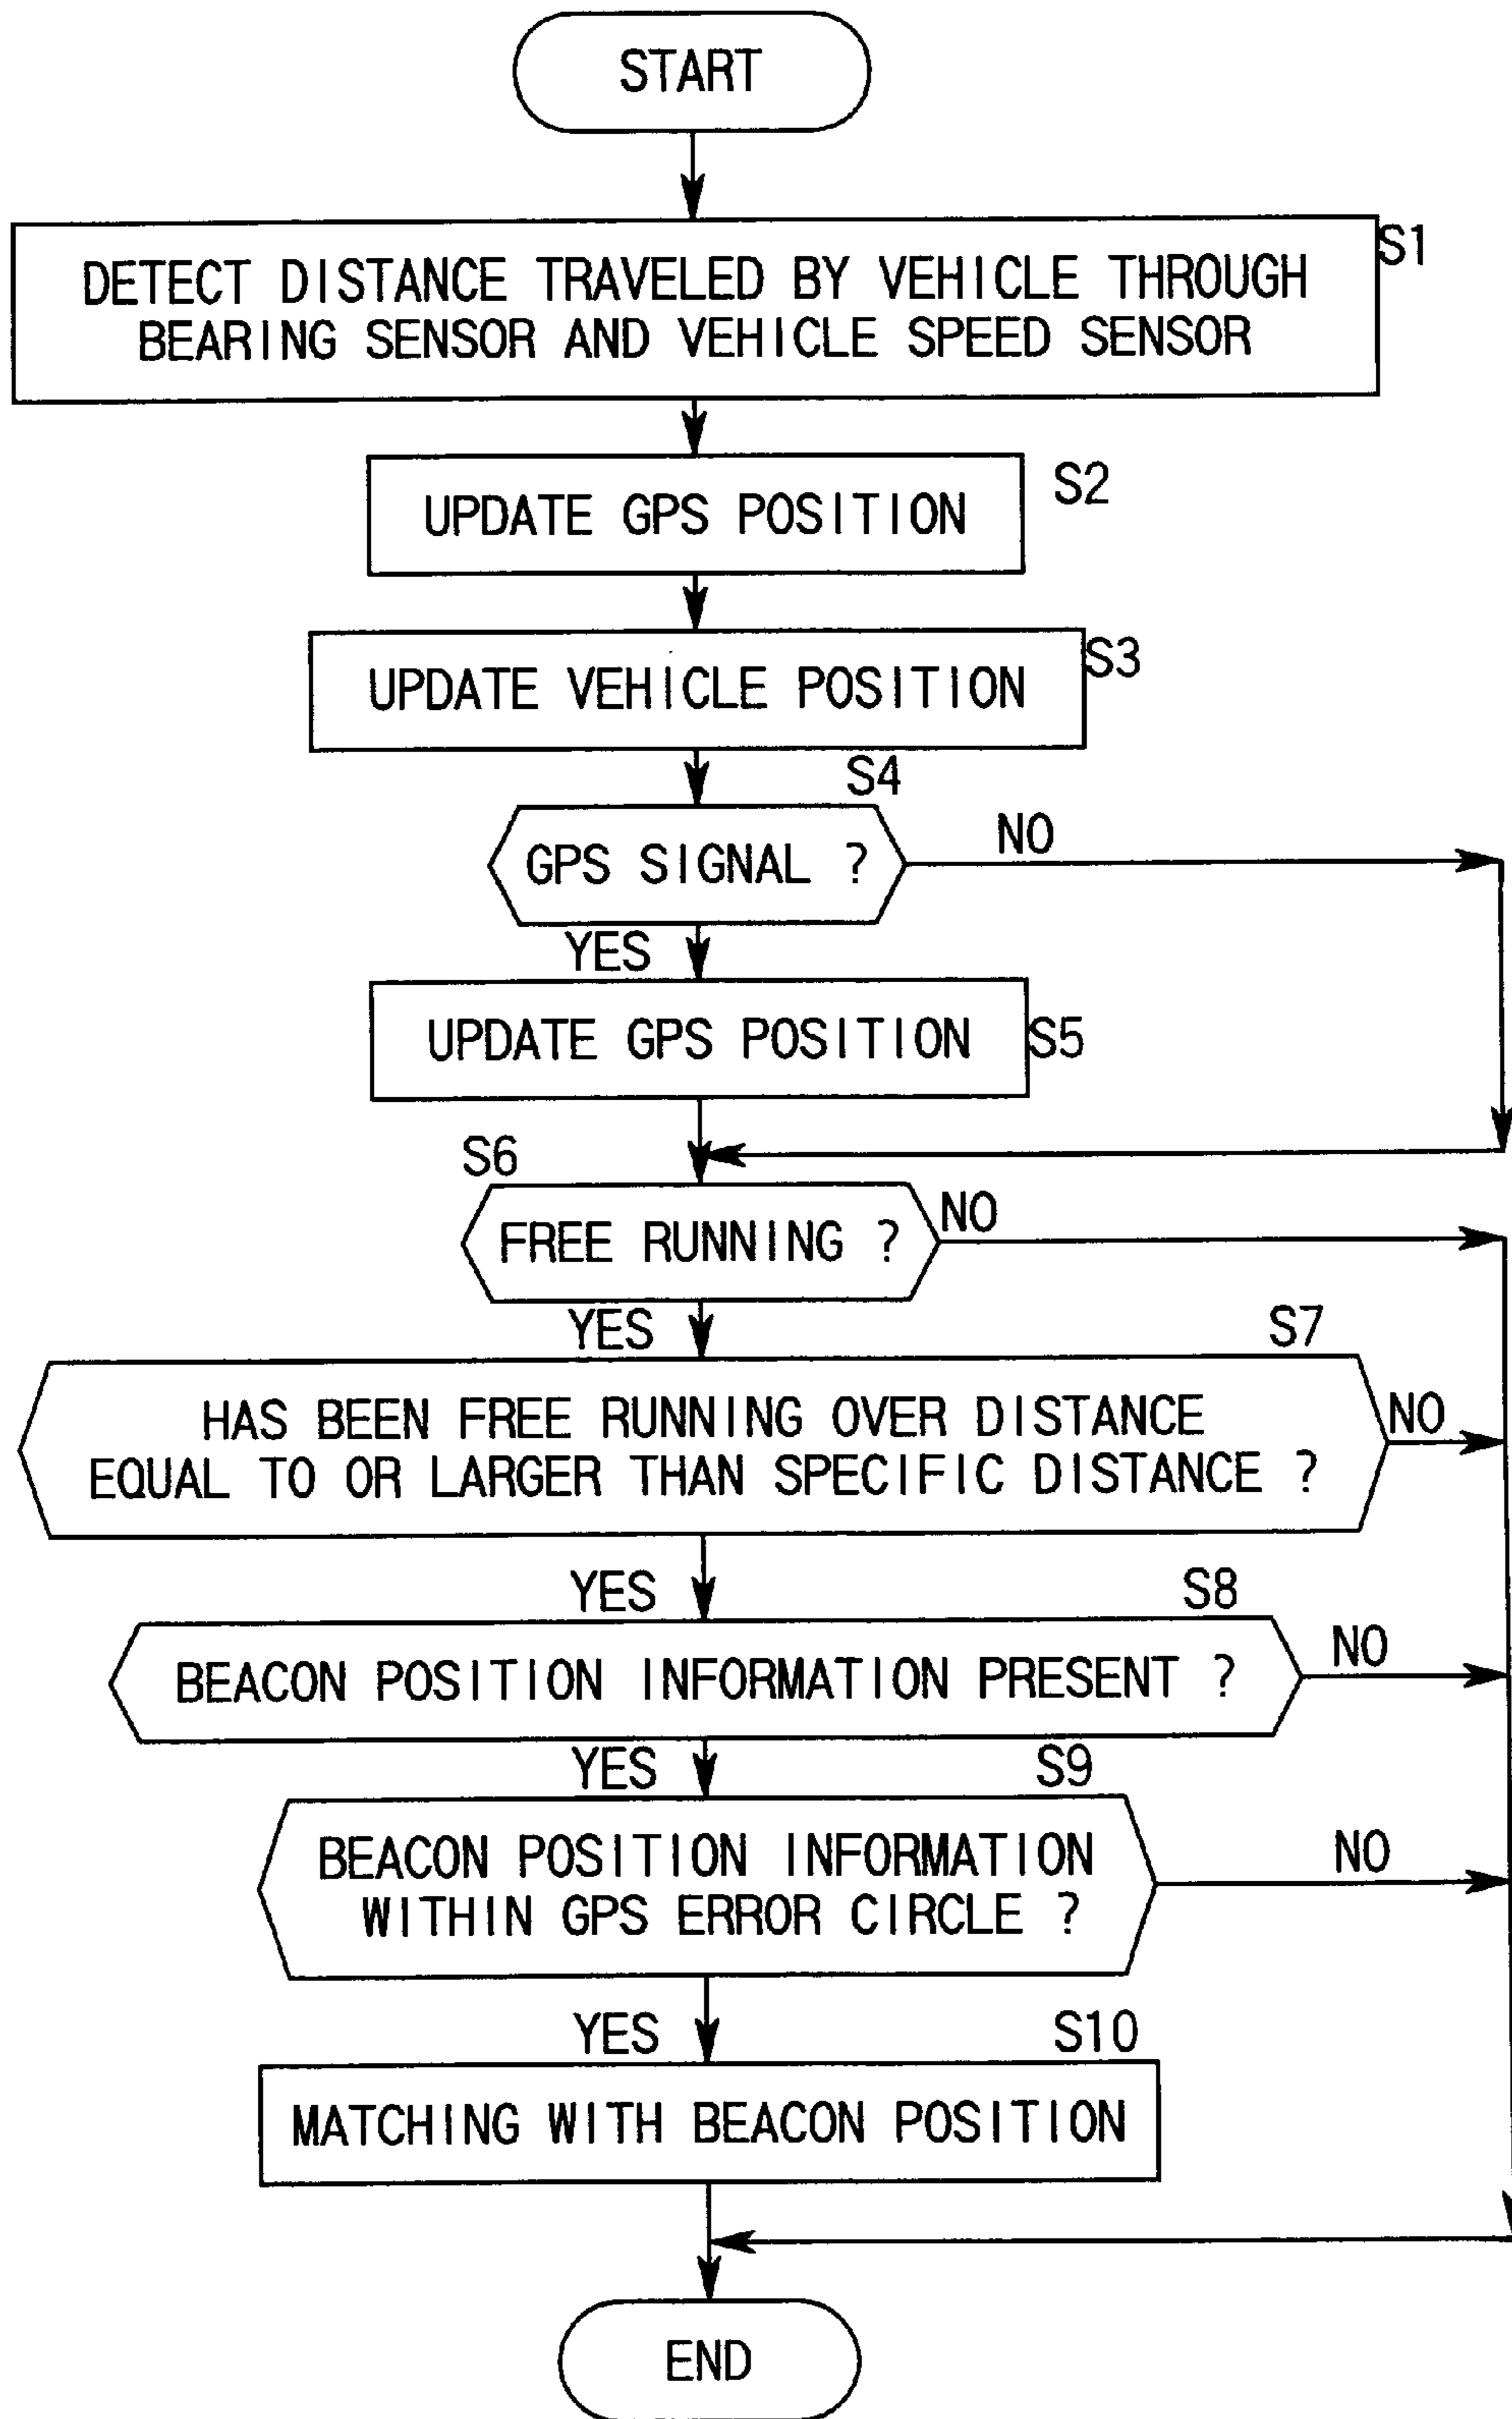 START
S1
DETECT DISTANCE TRAVELED BY VEHICLE THROUGH
BEARING SENSOR AND VEHICLE SPEED SENSOR
S2
UPDATE GPS POSITION
S3
UPDATE VEHICLE POSITION
S4
GPS SIGNAL ?
NO
YES
UPDATE GPS POSITION
S5
S6
FREE RUNNING ?
NO
YES
S7
HAS BEEN FREE RUNNING OVER DISTANCE
EQUAL TO OR LARGER THAN SPECIFIC DISTANCE ?
NO
YES
S8
BEACON POSITION INFORMATION PRESENT ?
NO
YES
S9
BEACON POSITION INFORMATION
WITHIN GPS ERROR CIRCLE ?
NO
YES
S10
MATCHING WITH BEACON POSITION
END